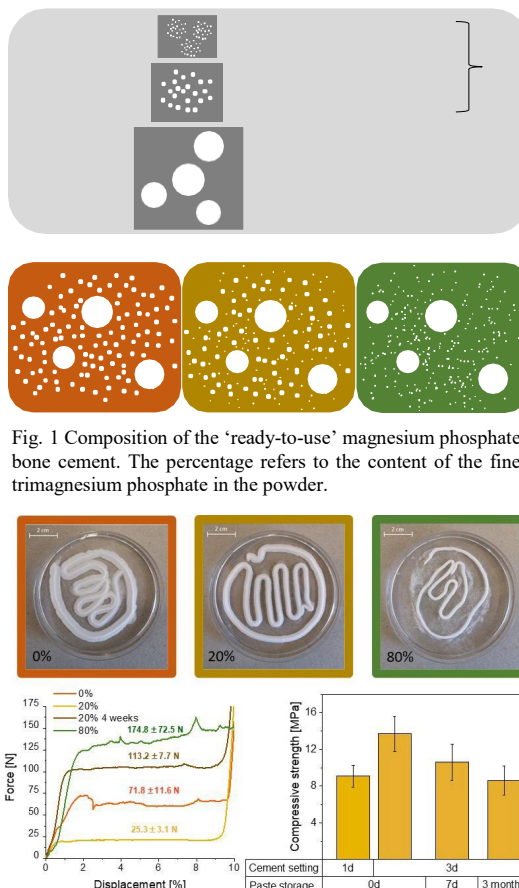 Fig. 1 Composition of the ‘ready-to-use’ magnesium phosphate
bone cement. The percentage refers to the content of the fine
trimagnesium phosphate in the powder.
2 cm
2 cm
2 cm
0%
20%
80%
0%
20%
20% 4 weeks
80%
174.8±72.5 N
113.2±7.7 N
71.8±11.6 N
25.3±3.1 N
175
150
125
100
75
50
25
0
Force [N]
0 2 4 6 8 10
Displacement [%]
Compressive strength [MPa]
16
12
8
4
Cement setting 1d 3d
Paste storage 0d 7d 3 month